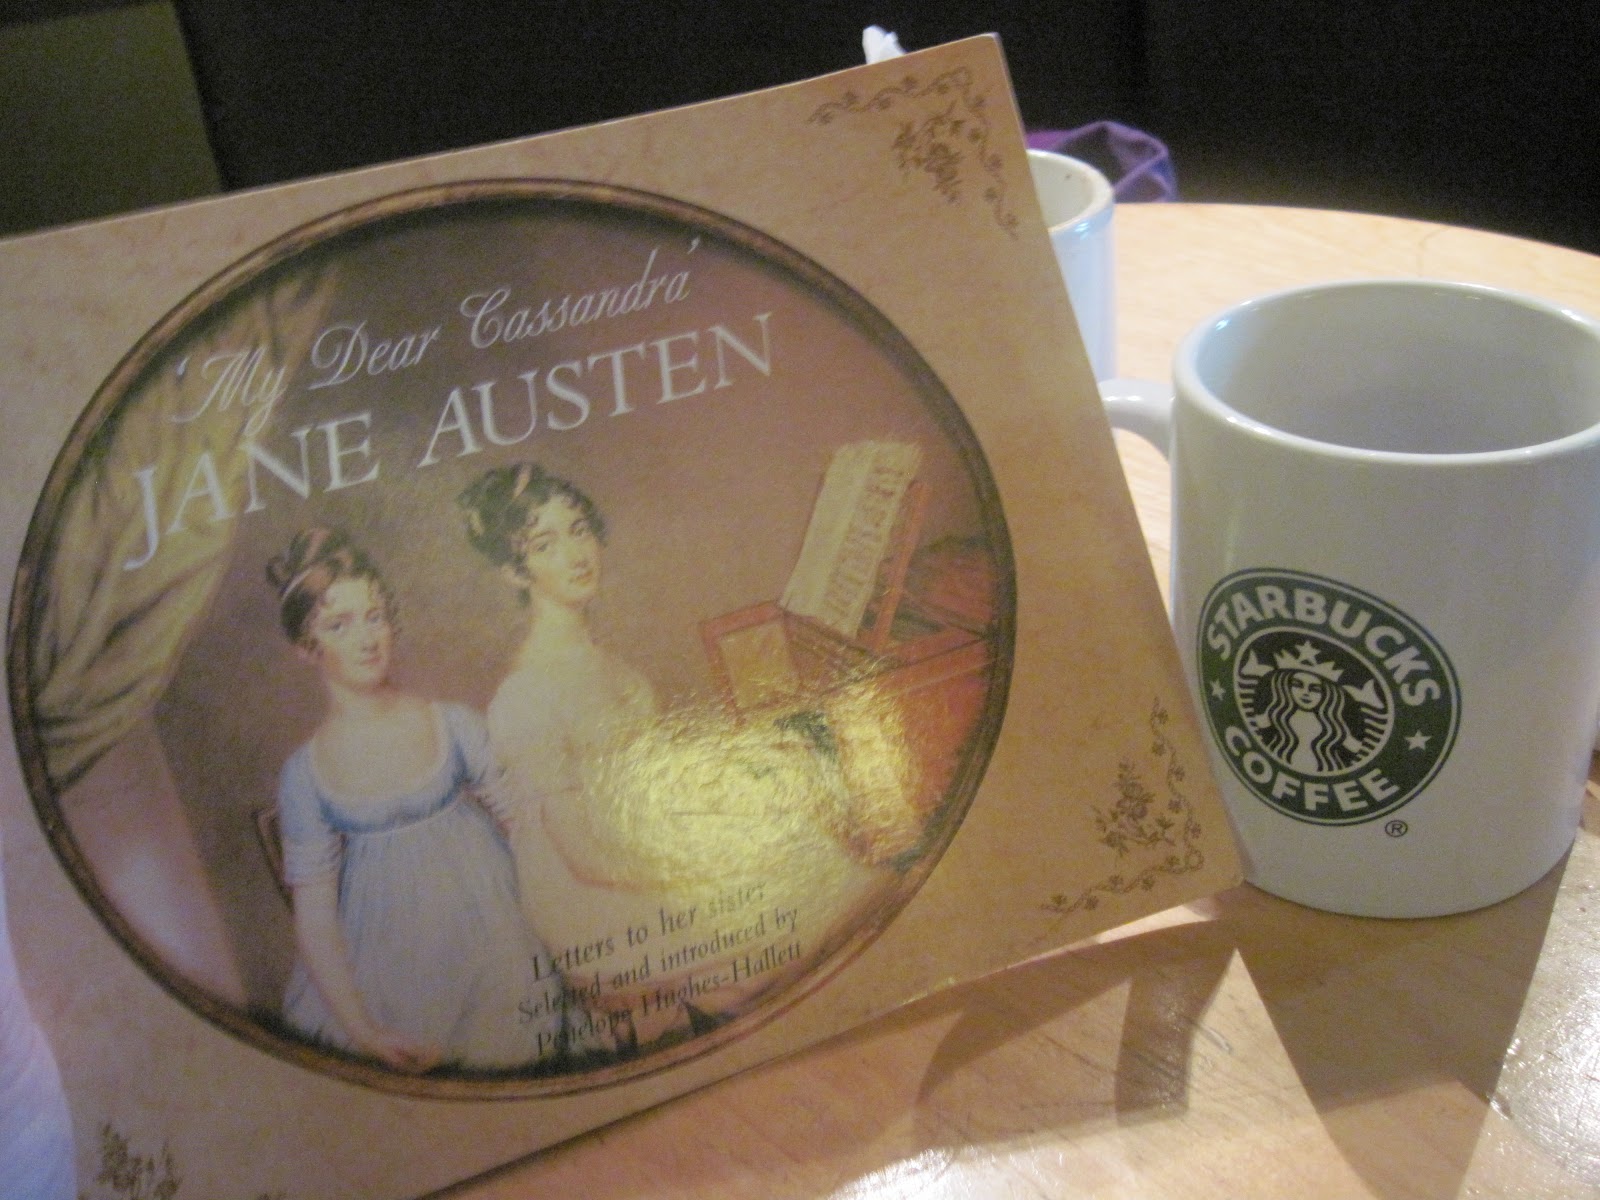 'My Dear Cassandra'
JANE AUSTEN
Letters to her sister
Selected and introduced by
Penelope Hughes-Hallett
STARBUCKS
COFFEE
®